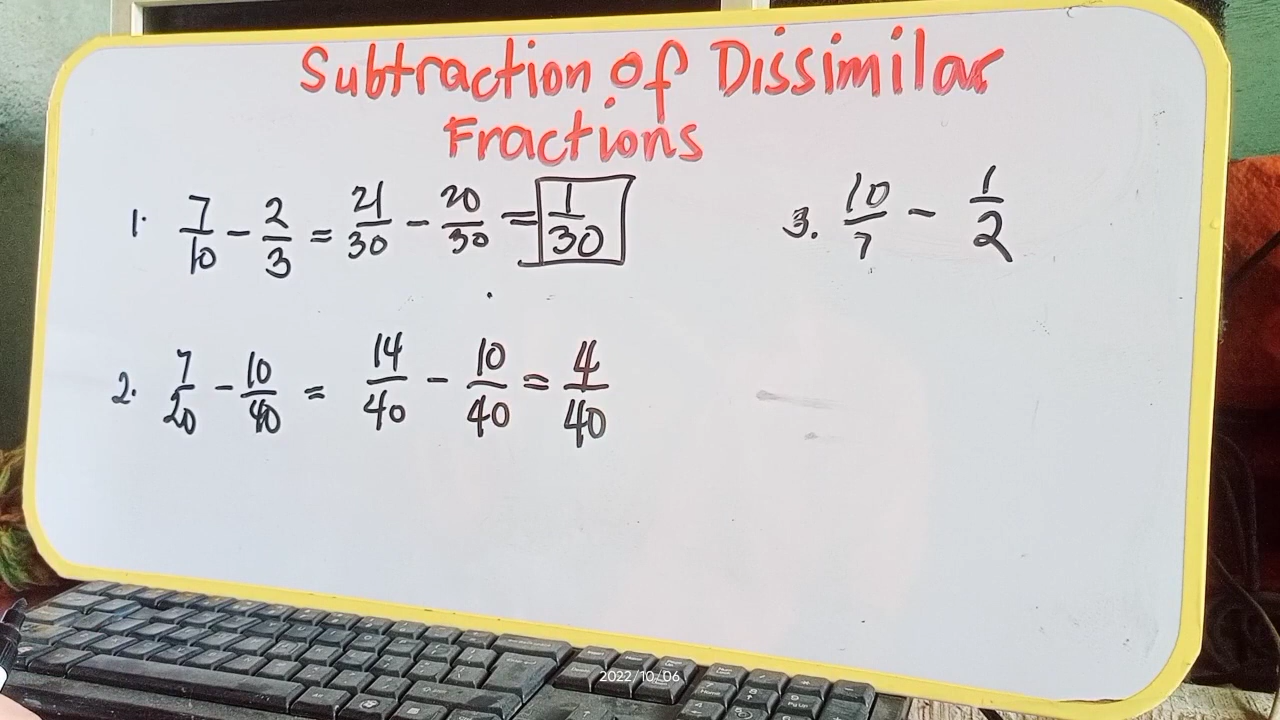 Subtraction of Dissimilar
Fractions
1. 7/10 - 2/3 = 21/30 - 20/30 = 1/30
3. 10/7 - 1/2
2. 7/20 - 10/40 = 14/40 - 10/40 = 4/40
2022/10/06